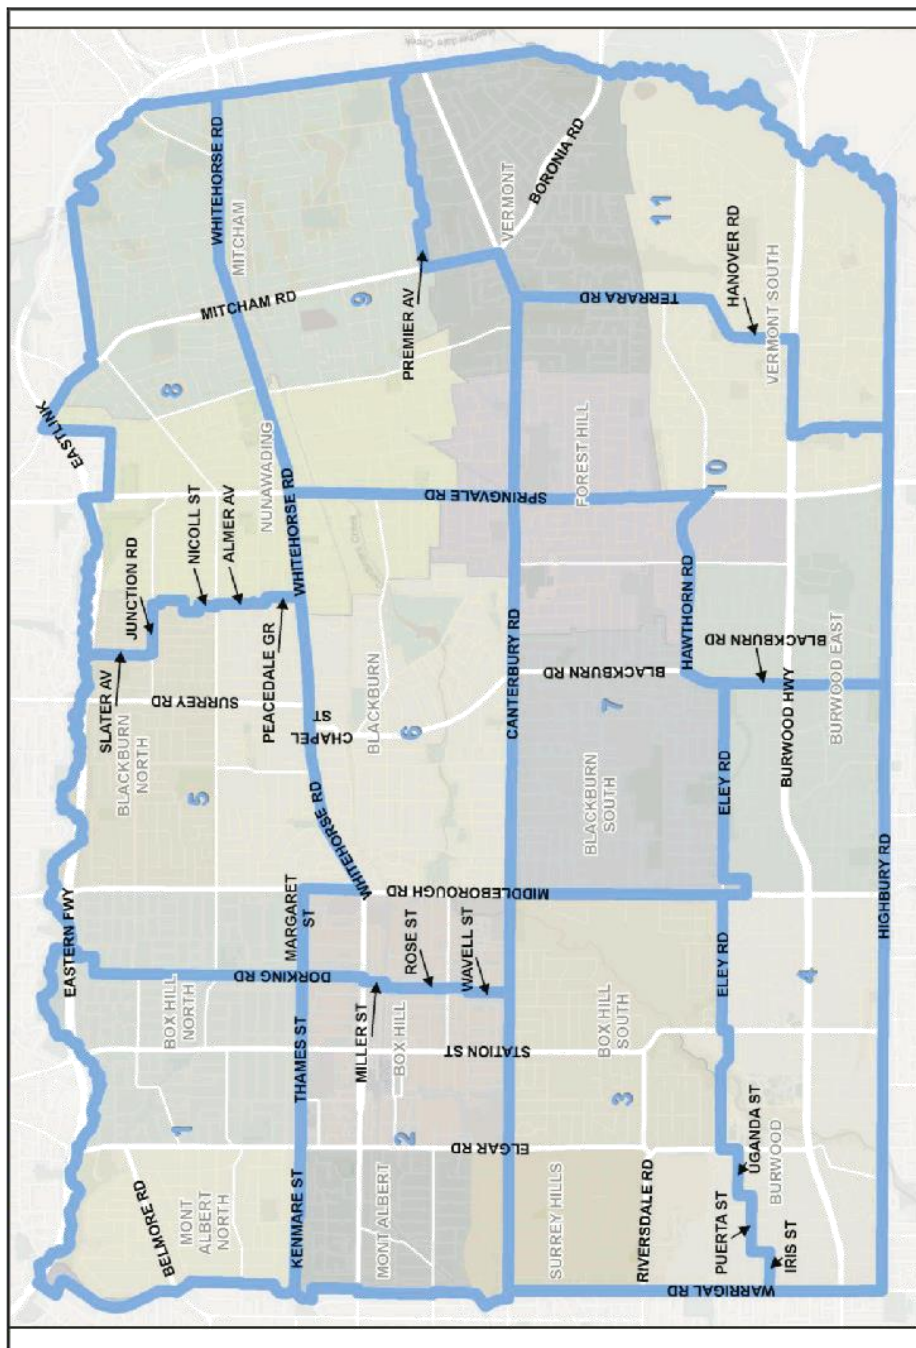 Mullum Mullum Creek
EASTLINK
WHITEHORSE RD
MITCHAM
MITCHAM RD
8
9
PREMIER AV
VERMONT
BORONIA RD
11
TERRARA RD
HANOVER RD
VERMONT SOUTH
JUNCTION RD
NICOLL ST
ALMER AV
NUNAWADING
WHITEHORSE RD
SPRINGVALE RD
FOREST HILL
10
SLATER AV
BLACKBURN
NORTH
SURREY RD
PEACEDALE GR
CHAPEL
ST
BLACKBURN
6
CANTERBURY RD
BLACKBURN RD
HAWTHORN RD
BLACKBURN RD
BURWOOD HWY
BURWOOD EAST
5
WHITEHORSE RD
7
BLACKBURN
SOUTH
ELEY RD
EASTERN FWY
MARGARET
ST
MIDDLEBOROUGH RD
HIGHBURY RD
DORKING RD
ROSE ST
WAVELL ST
ELEY RD
4
BOX HILL
NORTH
THAMES ST
MILLER ST
BOX HILL
STATION ST
BOX HILL
SOUTH
1
2
ELGAR RD
3
UGANDA ST
BURWOOD
BELMORE RD
MONT
ALBERT
NORTH
KENMARE ST
MONT ALBERT
SURREY HILLS
RIVERSDALE RD
PUERTA ST
IRIS ST
WARRIGAL RD